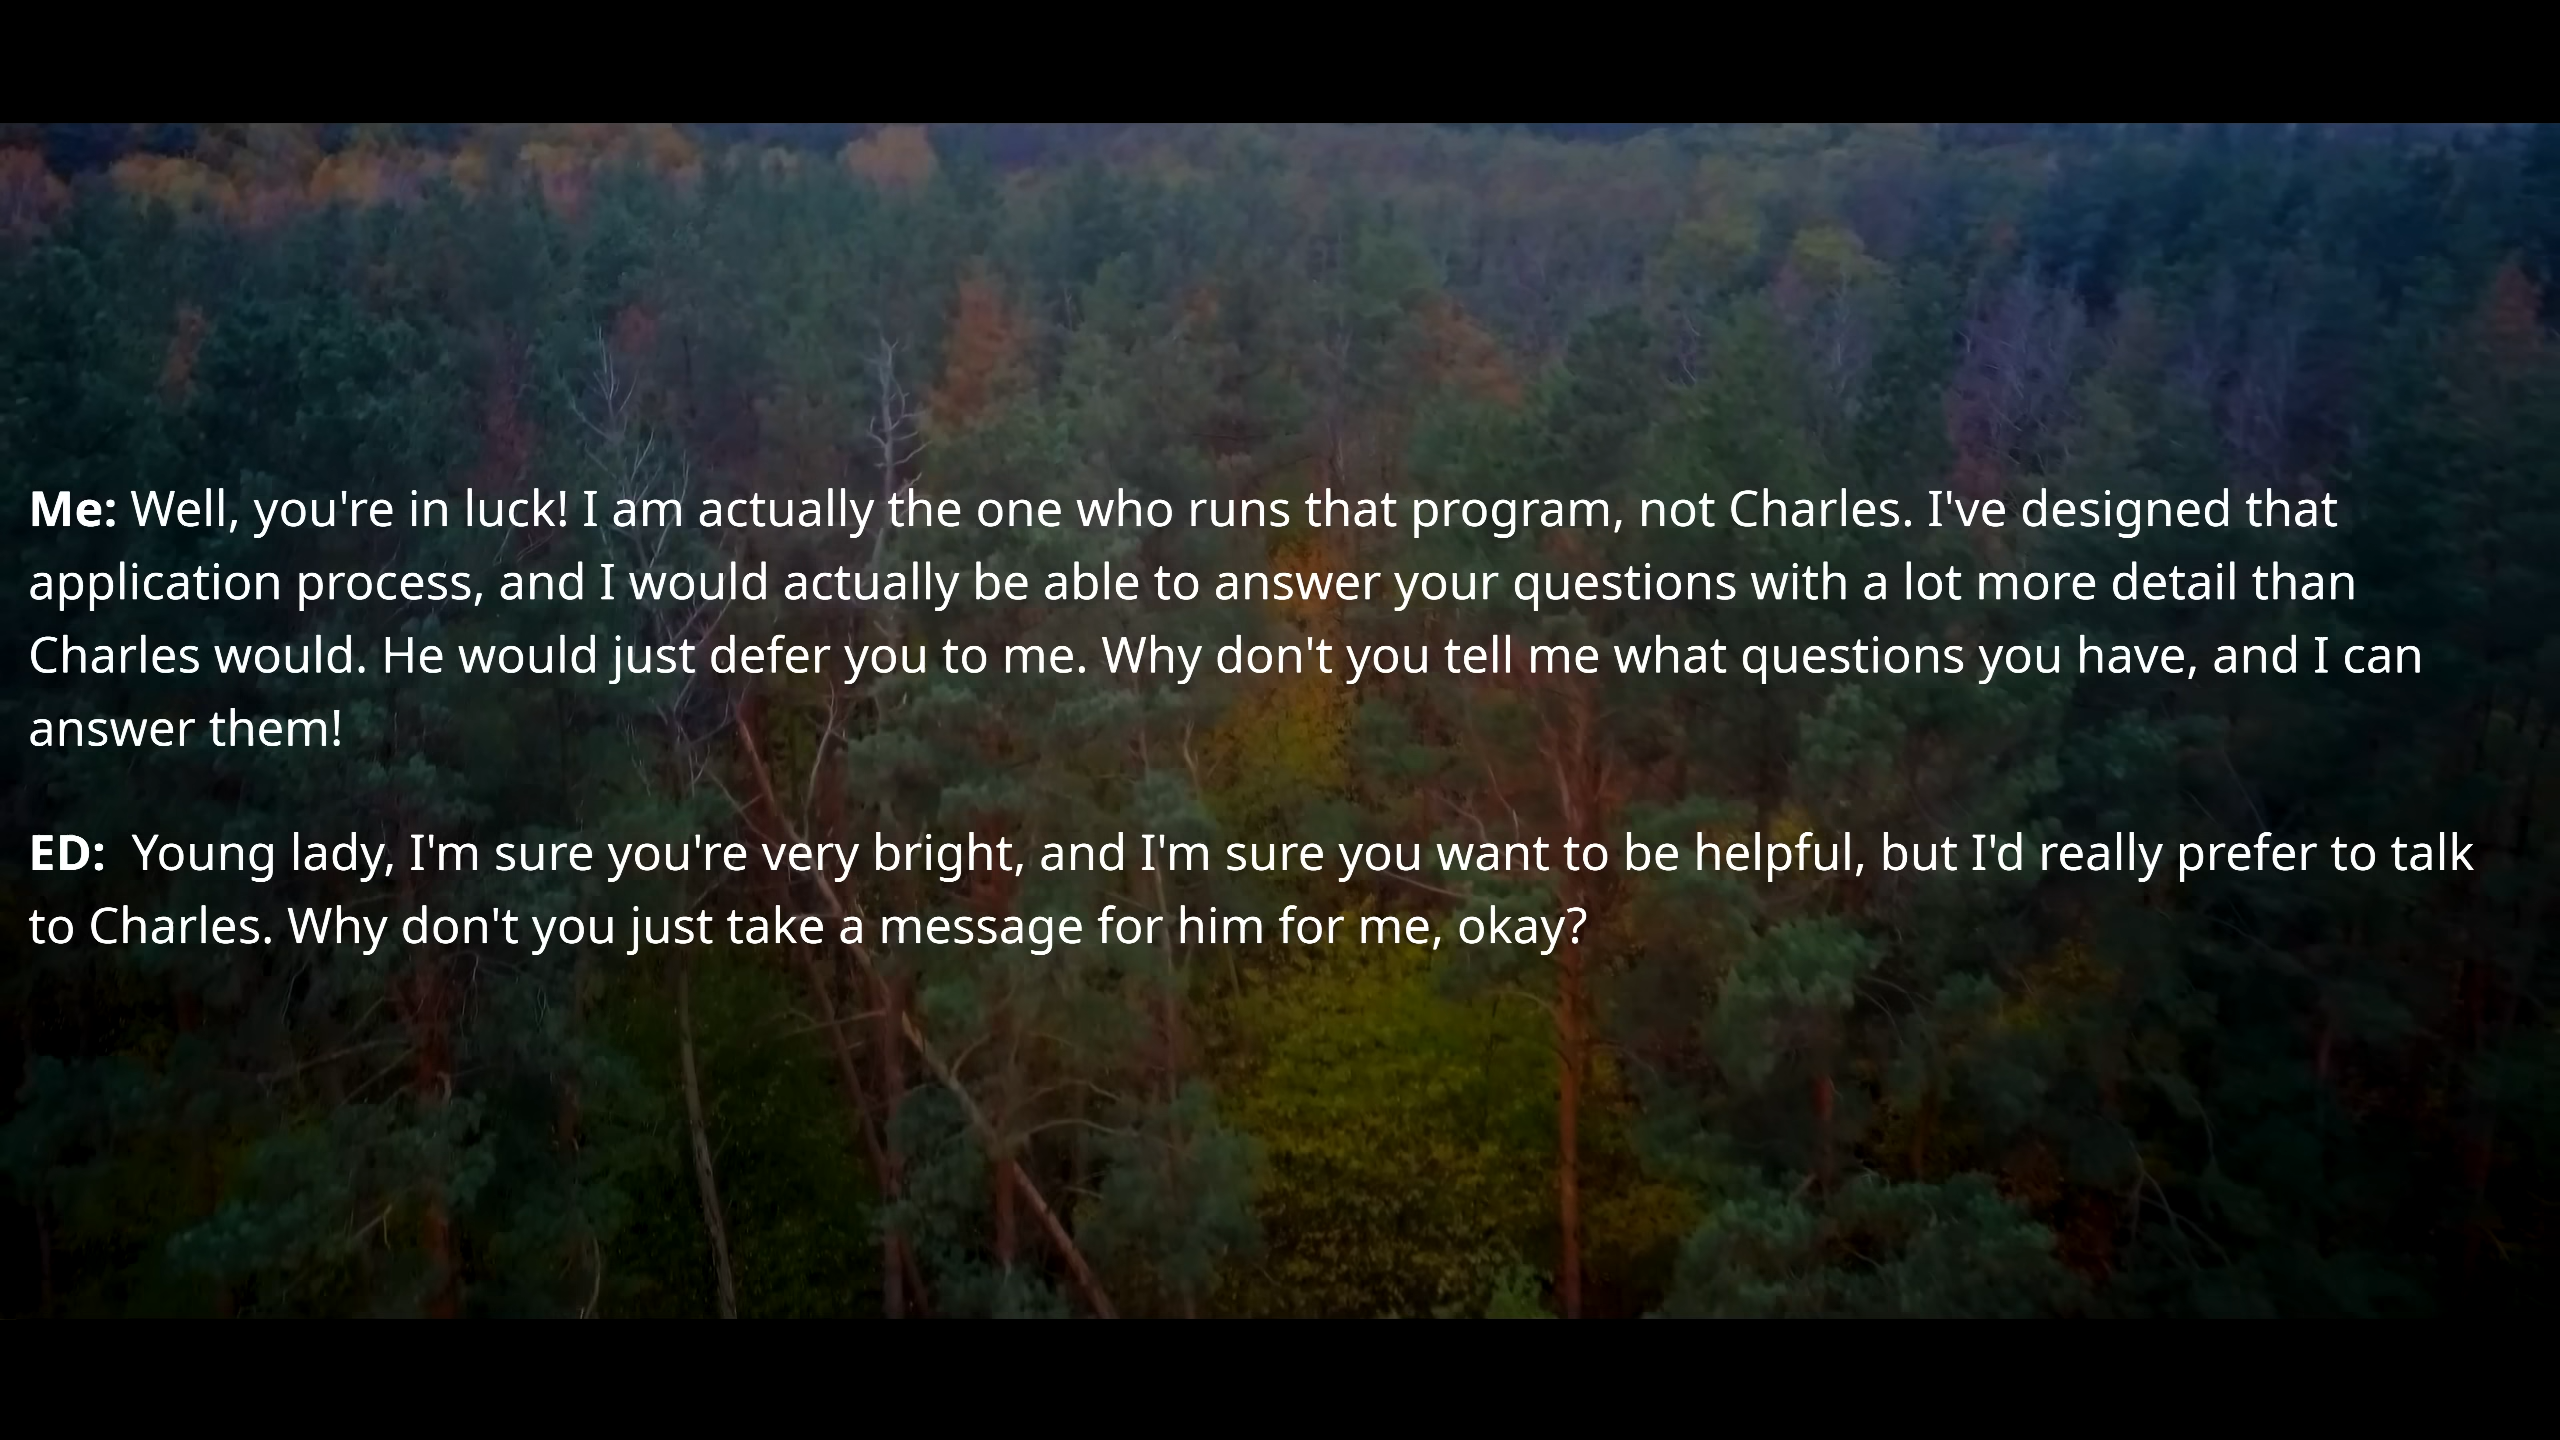 Me: Well, you're in luck! I am actually the one who runs that program, not Charles. I've designed that
application process, and I would actually be able to answer your questions with a lot more detail than
Charles would. He would just defer you to me. Why don't you tell me what questions you have, and I can
answer them!
ED:  Young lady, I'm sure you're very bright, and I'm sure you want to be helpful, but I'd really prefer to talk
to Charles. Why don't you just take a message for him for me, okay?